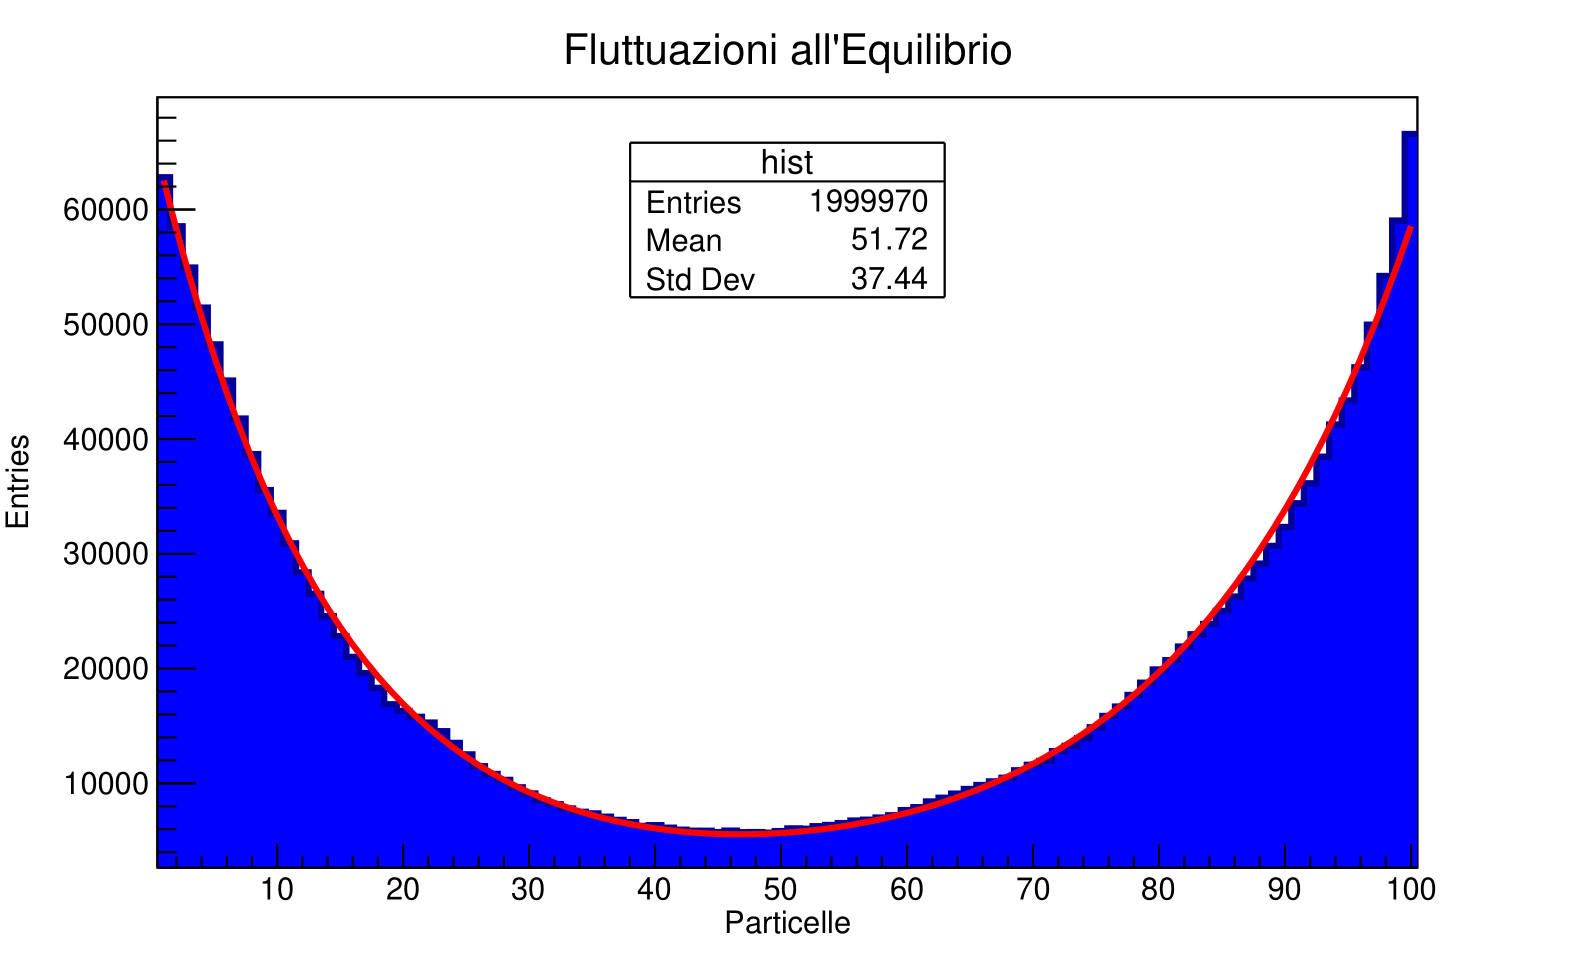 Fluttuazioni all'Equilibrio
hist
Entries 1999970
Mean 51.72
Std Dev 37.44
60000
50000
40000
30000
20000
10000
Entries
10 20 30 40 50 60 70 80 90 100
Particelle